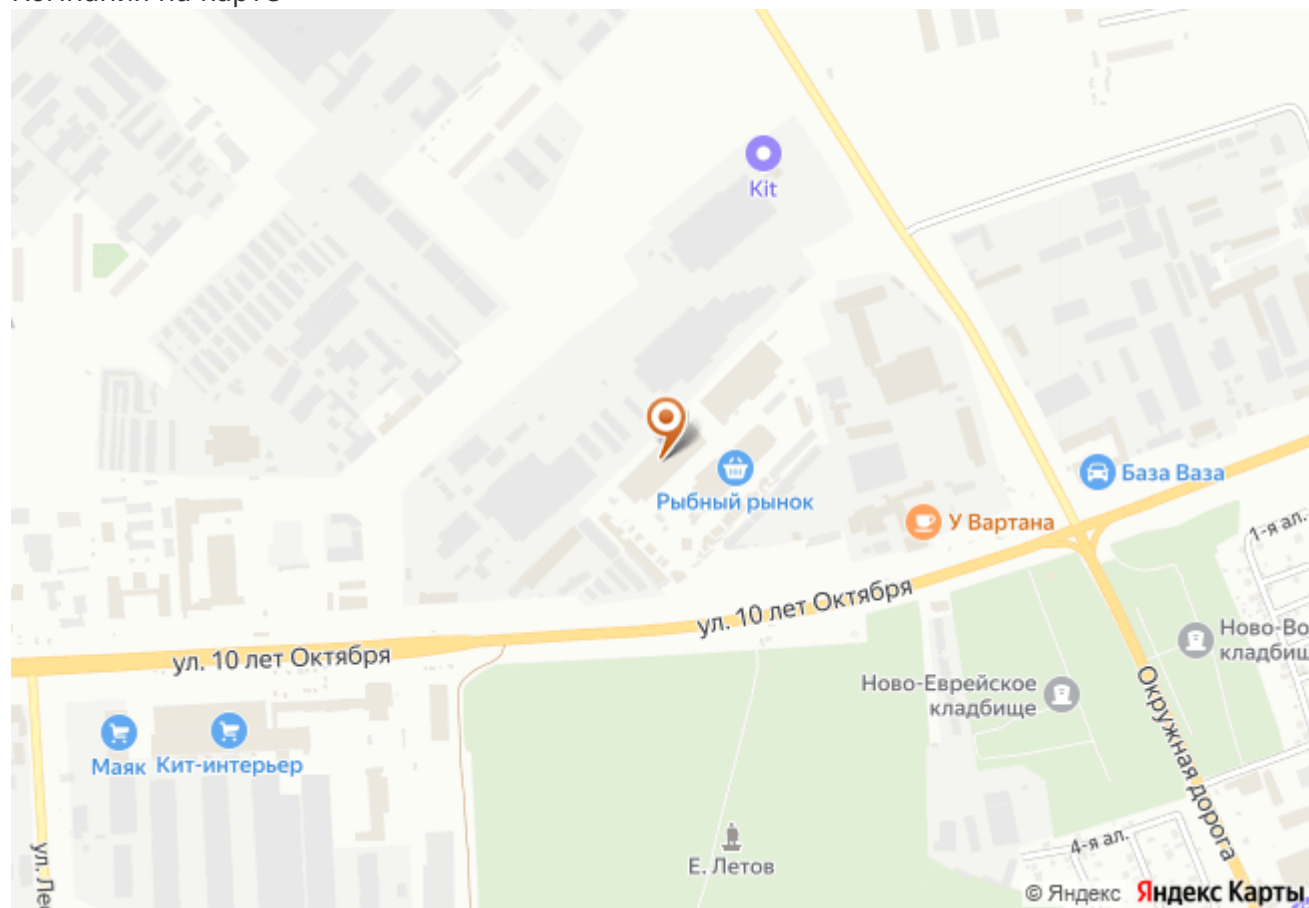 Kit
База Ваза
Рыбный рынок
У Вартана
1-я ал.
ул. 10 лет Октября
ул. 10 лет Октября
Ново-Еврейское
кладбище
Окружная дорога
Маяк
Кит-интерьер
Е. Летов
4-я ал.
© Яндекс Яндекс Карты